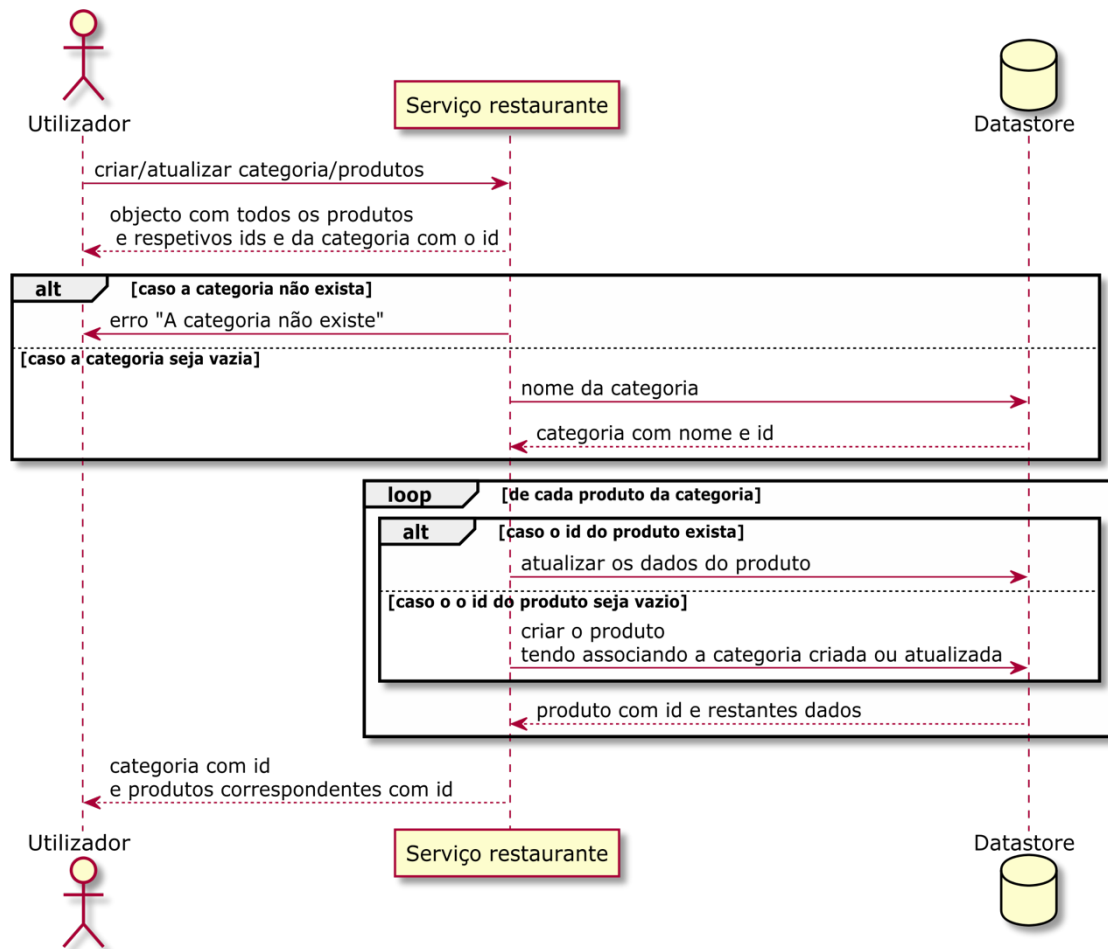 Utilizador
Serviço restaurante
Datastore
criar/atualizar categoria/produtos
objecto com todos os produtos
e respetivos ids e da categoria com o id
alt [caso a categoria não exista]
erro "A categoria não existe"
[caso a categoria seja vazia]
nome da categoria
categoria com nome e id
loop [de cada produto da categoria]
alt [caso o id do produto exista]
atualizar os dados do produto
[caso o o id do produto seja vazio]
criar o produto
tendo associando a categoria criada ou atualizada
produto com id e restantes dados
categoria com id
e produtos correspondentes com id
Utilizador
Serviço restaurante
Datastore